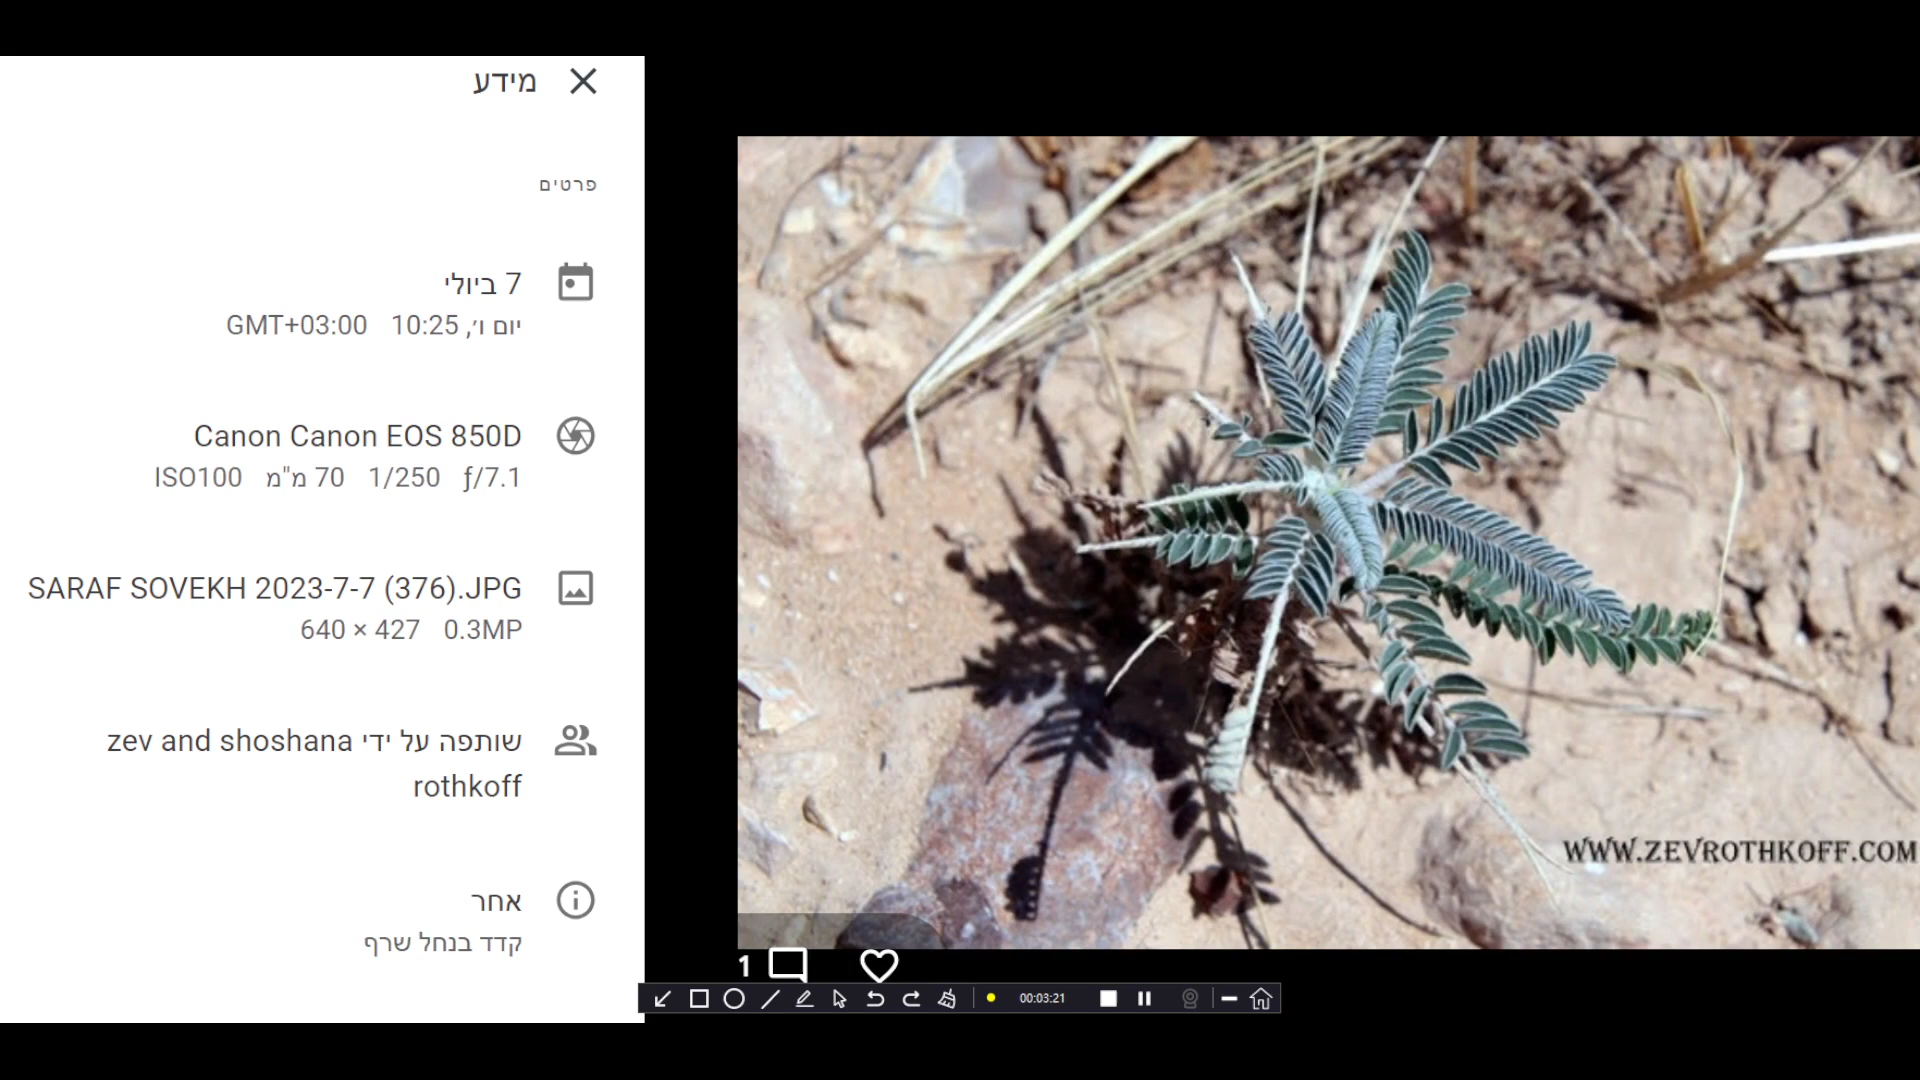 מידע
פרטים
7 ביולי
יום ו׳, 10:25 GMT+03:00
Canon Canon EOS 850D
ƒ/7.1 1/250 70 מ"מ ISO100
SARAF SOVEKH 2023-7-7 (376).JPG
640 × 427 0.3MP
שותפה על ידי zev and shoshana
rothkoff
אחר
קדד בנחל שרף
WWW.ZEVROTHKOFF.COM
1
00:03:21